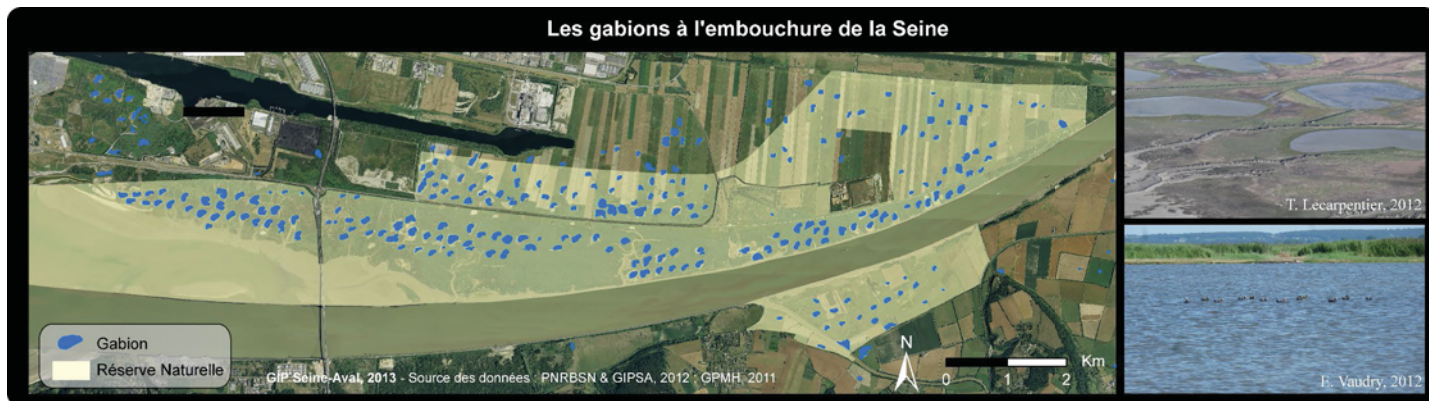 Les gabions à l'embouchure de la Seine
T. Lécarpentier, 2012
Gabion
Réserve Naturelle
GIP Seine-Aval, 2013 - Source des données : PNRBSN & GIPSA, 2012 ; GPMH, 2011
N
Km
0 1 2
E. Vaudry, 2012